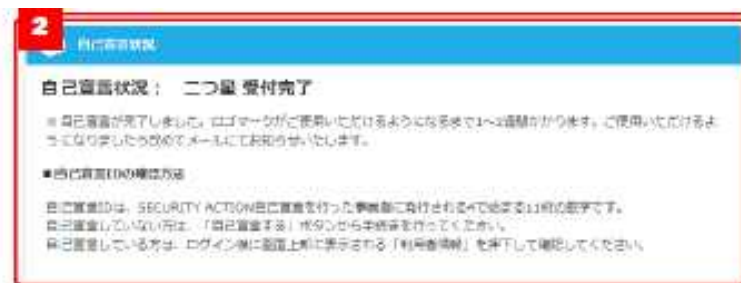 2
自己宣言状況
自己宣言状況： 二つ星 受付完了
※自己宣言が完了しました。ロゴマークがご使用いただけるようになるまで1～2週間かかります。ご使用いただけるよ
うになりましたら改めてメールにてお知らせいたします。
■自己宣言IDの確認方法
自己宣言IDは、SECURITY ACTION自己宣言を行った事業者に発行される4で始まる11桁の数字です。
自己宣言していない方は、「自己宣言する」ボタンから手続きを行ってください。
自己宣言している方は、ログイン後に画面上部に表示される「利用者情報」を押下して確認してください。